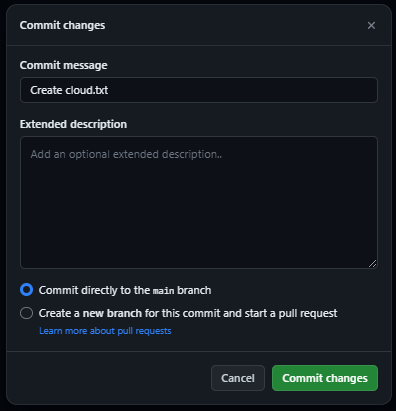 Commit changes
Commit message
Create cloud.txt
Extended description
Add an optional extended description..
Commit directly to the main branch
Create a new branch for this commit and start a pull request
Learn more about pull requests
Cancel
Commit changes